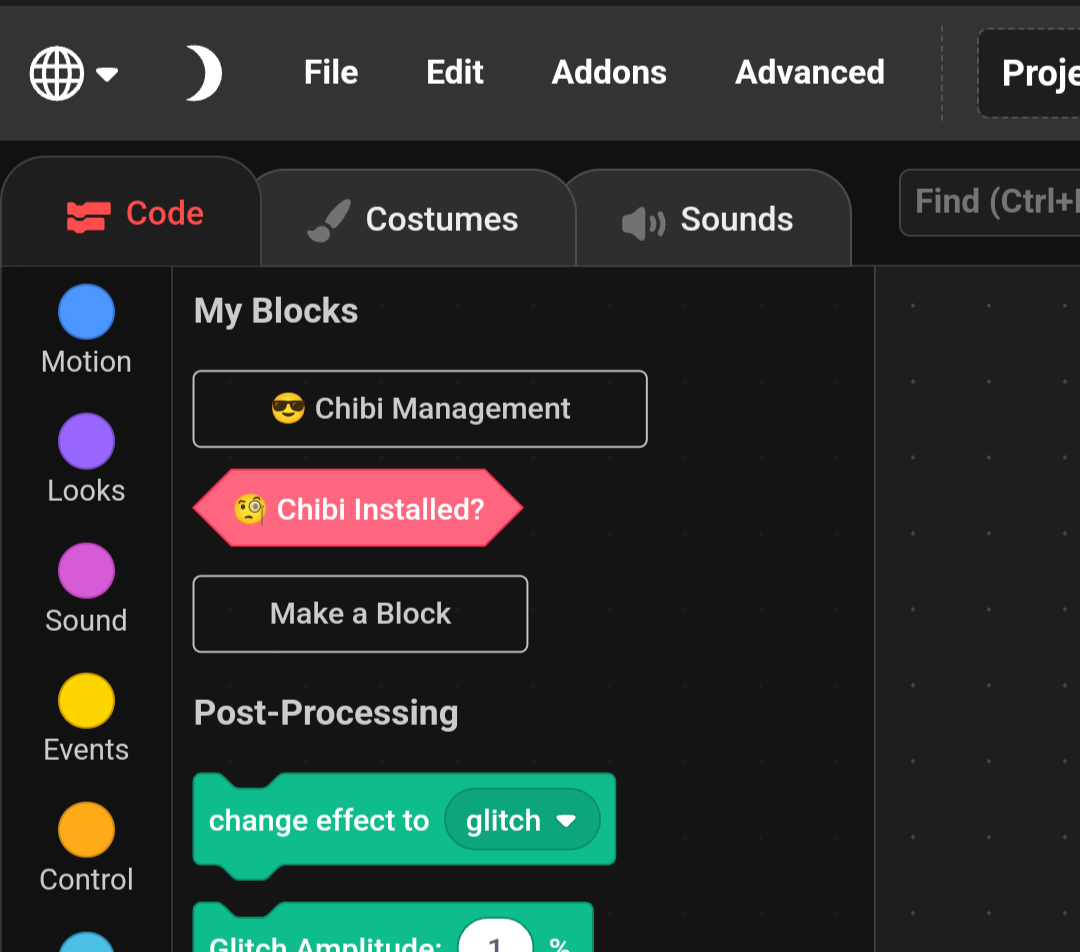 File Edit Addons Advanced Proje
Code Costumes Sounds Find (Ctrl+
Motion
Looks
Sound
Events
Control
My Blocks
😎 Chibi Management
🧐 Chibi Installed?
Make a Block
Post-Processing
change effect to glitch
Glitch Amplitude: 1 %